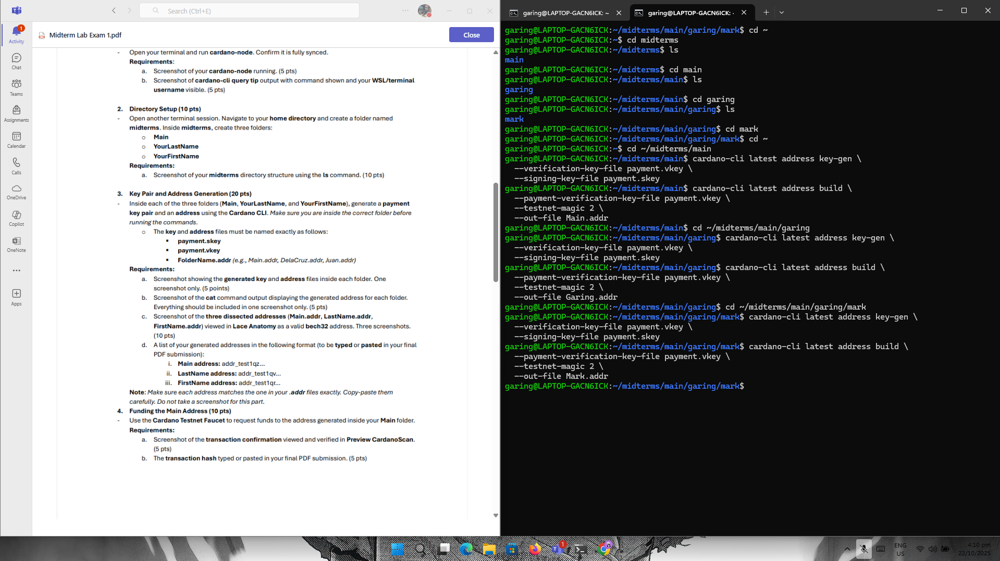 Search (Ctrl+E)
1
Activity
Chat
Teams
Assignments
Calendar
Calls
OneDrive
Copilot
OneNote
Apps
Midterm Lab Exam 1.pdf
Close
- Open your terminal and run cardano-node. Confirm it is fully synced.
Requirements:
a. Screenshot of your cardano-node running. (5 pts)
b. Screenshot of cardano-cli query tip output with command shown and your WSL/terminal
username visible. (5 pts)
2. Directory Setup (10 pts)
- Open another terminal session. Navigate to your home directory and create a folder named
midterms. Inside midterms, create three folders:
o Main
o YourLastName
o YourFirstName
Requirements:
a. Screenshot of your midterms directory structure using the ls command. (10 pts)
3. Key Pair and Address Generation (20 pts)
- Inside each of the three folders (Main, YourLastName, and YourFirstName), generate a payment
key pair and an address using the Cardano CLI. Make sure you are inside the correct folder before
running the commands.
o The key and address files must be named exactly as follows:
▪ payment.skey
▪ payment.vkey
▪ FolderName.addr (e.g., Main.addr, DelaCruz.addr, Juan.addr)
Requirements:
a. Screenshot showing the generated key and address files inside each folder. One
screenshot only. (5 points)
b. Screenshot of the cat command output displaying the generated address for each folder.
Everything should be included in one screenshot only. (5 pts)
c. Screenshot of the three dissected addresses (Main.addr, LastName.addr,
FirstName.addr) viewed in Lace Anatomy as a valid bech32 address. Three screenshots.
(10 pts)
d. A list of your generated addresses in the following format (to be typed or pasted in your final
PDF submission):
i. Main address: addr_test1qz...
ii. LastName address: addr_test1qv...
iii. FirstName address: addr_test1qr...
Note: Make sure each address matches the one in your .addr files exactly. Copy-paste them
carefully. Do not take a screenshot for this part.
4. Funding the Main Address (10 pts)
- Use the Cardano Testnet Faucet to request funds to the address generated inside your Main folder.
Requirements:
a. Screenshot of the transaction confirmation viewed and verified in Preview CardanoScan.
(5 pts)
b. The transaction hash typed or pasted in your final PDF submission. (5 pts)
garing@LAPTOP-GACN6ICK: ~
garing@LAPTOP-GACN6ICK: ·
garing@LAPTOP-GACN6ICK:~/midterms/main/garing/mark$ cd ~
garing@LAPTOP-GACN6ICK:~$ cd midterms
garing@LAPTOP-GACN6ICK:~/midterms$ ls
main
garing@LAPTOP-GACN6ICK:~/midterms$ cd main
garing@LAPTOP-GACN6ICK:~/midterms/main$ ls
garing
garing@LAPTOP-GACN6ICK:~/midterms/main$ cd garing
garing@LAPTOP-GACN6ICK:~/midterms/main/garing$ ls
mark
garing@LAPTOP-GACN6ICK:~/midterms/main/garing$ cd mark
garing@LAPTOP-GACN6ICK:~/midterms/main/garing/mark$ cd ~
garing@LAPTOP-GACN6ICK:~$ cd ~/midterms/main
garing@LAPTOP-GACN6ICK:~/midterms/main$ cardano-cli latest address key-gen \
--verification-key-file payment.vkey \
--signing-key-file payment.skey
garing@LAPTOP-GACN6ICK:~/midterms/main$ cardano-cli latest address build \
--payment-verification-key-file payment.vkey \
--testnet-magic 2 \
--out-file Main.addr
garing@LAPTOP-GACN6ICK:~/midterms/main$ cd ~/midterms/main/garing
garing@LAPTOP-GACN6ICK:~/midterms/main/garing$ cardano-cli latest address key-gen \
--verification-key-file payment.vkey \
--signing-key-file payment.skey
garing@LAPTOP-GACN6ICK:~/midterms/main/garing$ cardano-cli latest address build \
--payment-verification-key-file payment.vkey \
--testnet-magic 2 \
--out-file Garing.addr
garing@LAPTOP-GACN6ICK:~/midterms/main/garing$ cd ~/midterms/main/garing/mark
garing@LAPTOP-GACN6ICK:~/midterms/main/garing/mark$ cardano-cli latest address key-gen \
--verification-key-file payment.vkey \
--signing-key-file payment.skey
garing@LAPTOP-GACN6ICK:~/midterms/main/garing/mark$ cardano-cli latest address build \
--payment-verification-key-file payment.vkey \
--testnet-magic 2 \
--out-file Mark.addr
garing@LAPTOP-GACN6ICK:~/midterms/main/garing/mark$
1
ENG
US
4:10 pm
22/10/2025